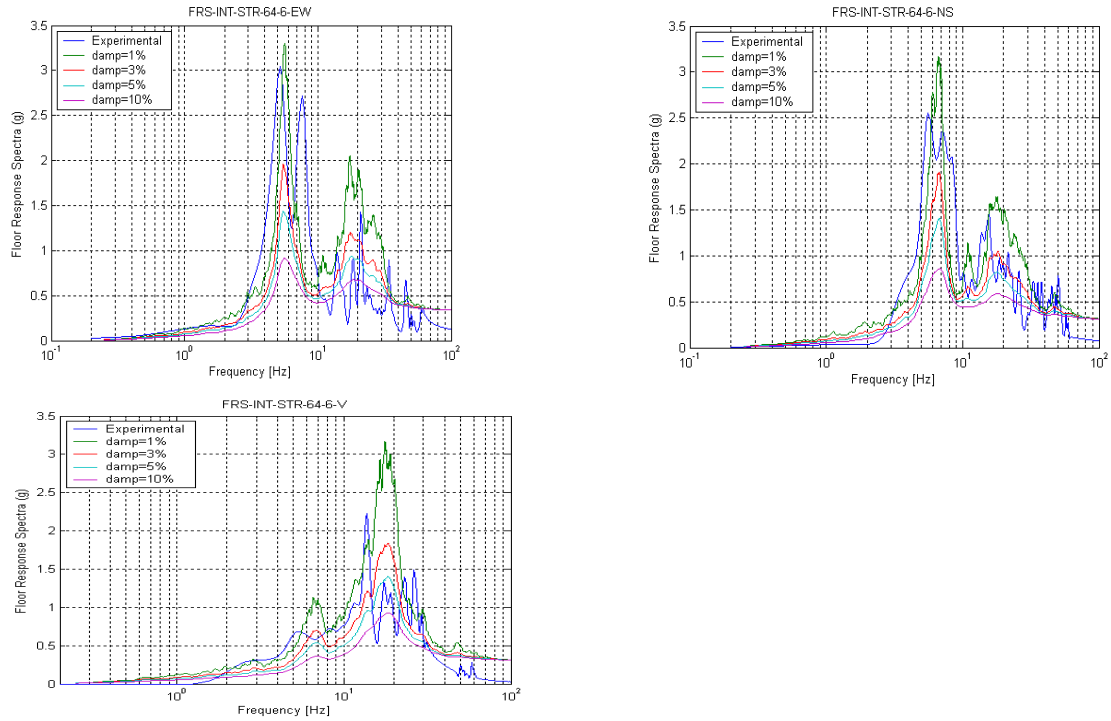 FRS-INT-STR-64-6-EW
3.5
3
2.5
2
1.5
1
0.5
0
Floor Response Spectra (g)
Experimental
damp=1%
damp=3%
damp=5%
damp=10%
10-1
100
101
102
Frequency [Hz]
FRS-INT-STR-64-6-NS
3.5
3
2.5
2
1.5
1
0.5
0
Floor Response Spectra (g)
Experimental
damp=1%
damp=3%
damp=5%
damp=10%
10-1
100
101
102
Frequency [Hz]
FRS-INT-STR-64-6-V
3.5
3
2.5
2
1.5
1
0.5
0
Floor Response Spectra (g)
Experimental
damp=1%
damp=3%
damp=5%
damp=10%
100
101
102
Frequency [Hz]